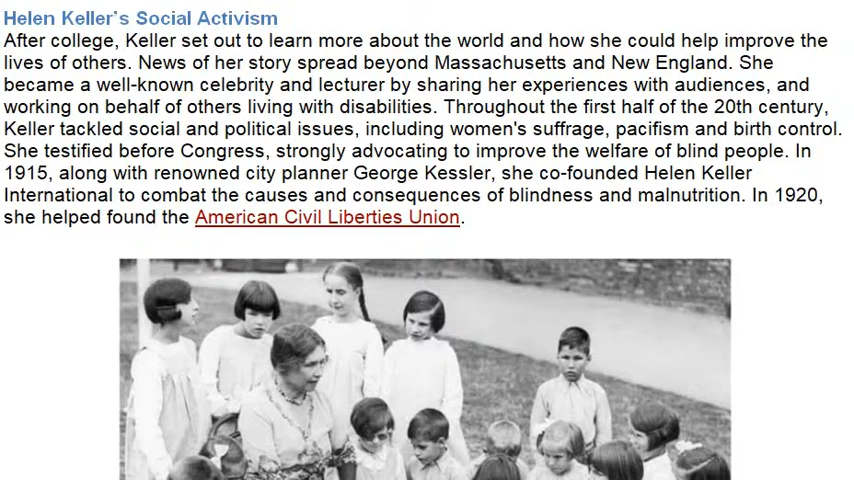 Helen Keller's Social Activism
After college, Keller set out to learn more about the world and how she could help improve the
lives of others. News of her story spread beyond Massachusetts and New England. She
became a well-known celebrity and lecturer by sharing her experiences with audiences, and
working on behalf of others living with disabilities. Throughout the first half of the 20th century,
Keller tackled social and political issues, including women's suffrage, pacifism and birth control.
She testified before Congress, strongly advocating to improve the welfare of blind people. In
1915, along with renowned city planner George Kessler, she co-founded Helen Keller
International to combat the causes and consequences of blindness and malnutrition. In 1920,
she helped found the American Civil Liberties Union.